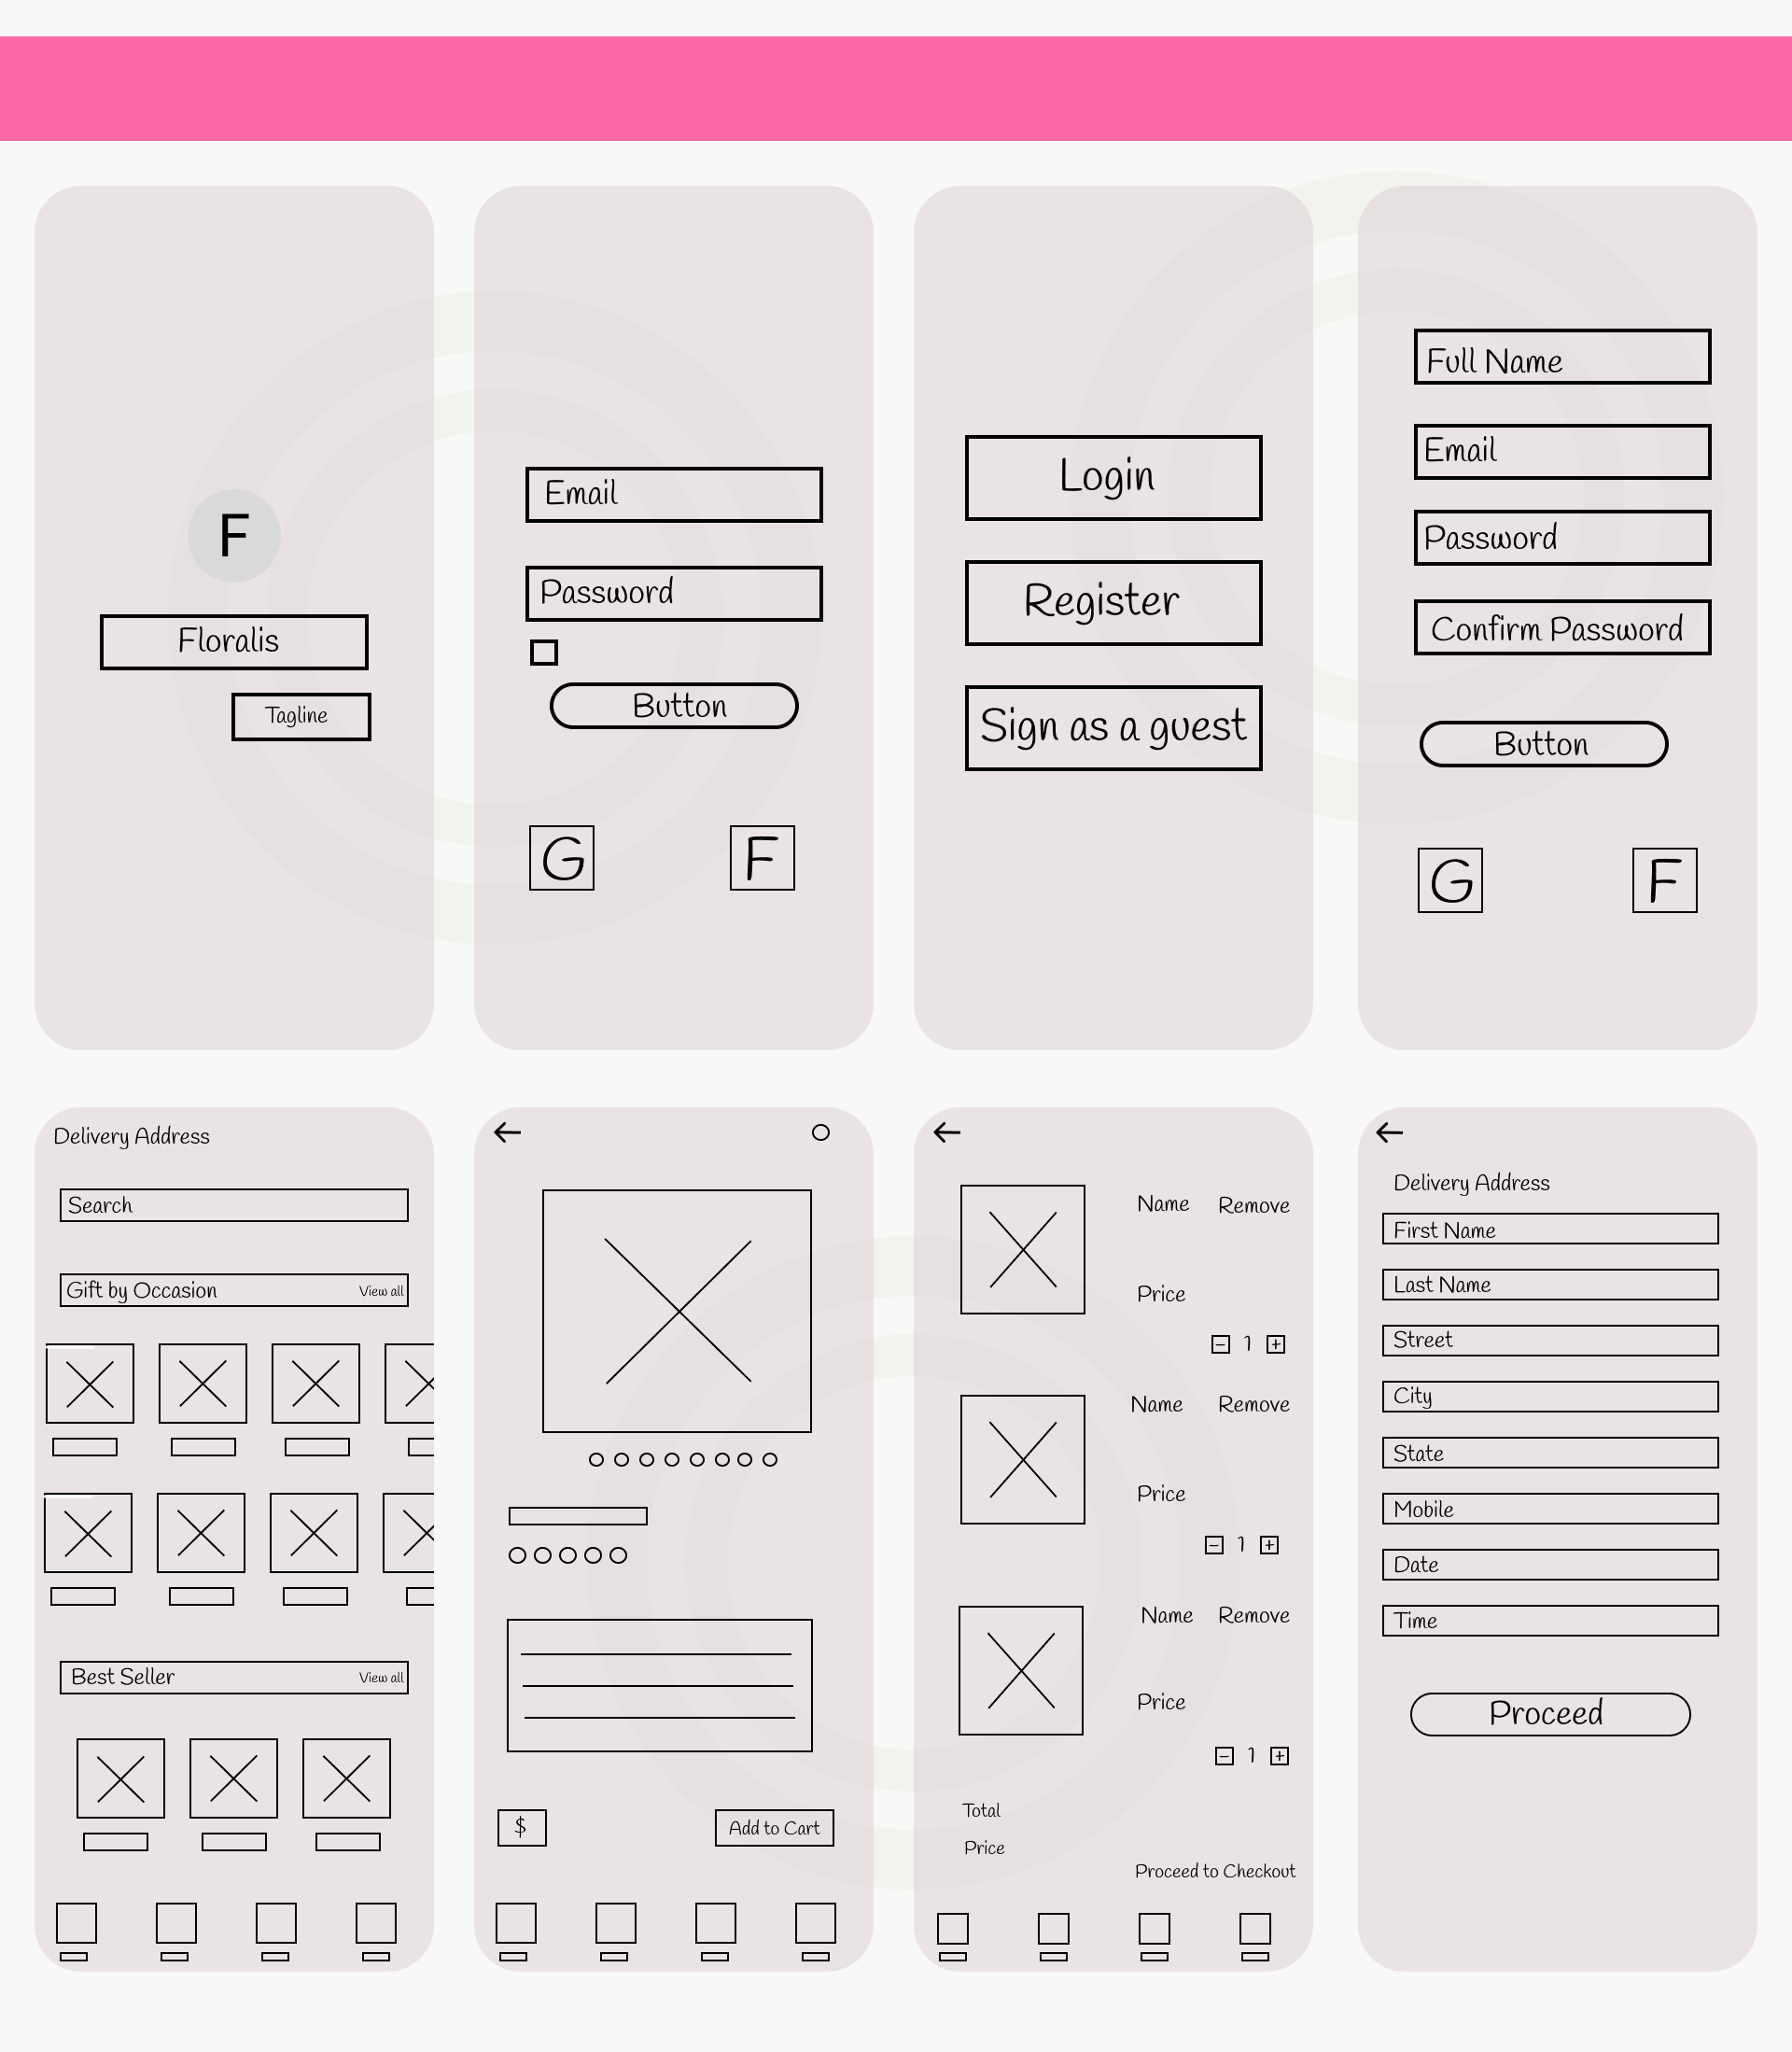 F
Floralis
Tagline
Email
Password
Button
G F
Login
Register
Sign as a guest
Full Name
Email
Password
Confirm Password
Button
G F
Delivery Address
Search
Gift by Occasion View all
Best Seller View all
$ Add to Cart
Name Remove
Price
- 1 +
Name Remove
Price
- 1 +
Name Remove
Price
- 1 +
Total
Price
Proceed to Checkout
Delivery Address
First Name
Last Name
Street
City
State
Mobile
Date
Time
Proceed